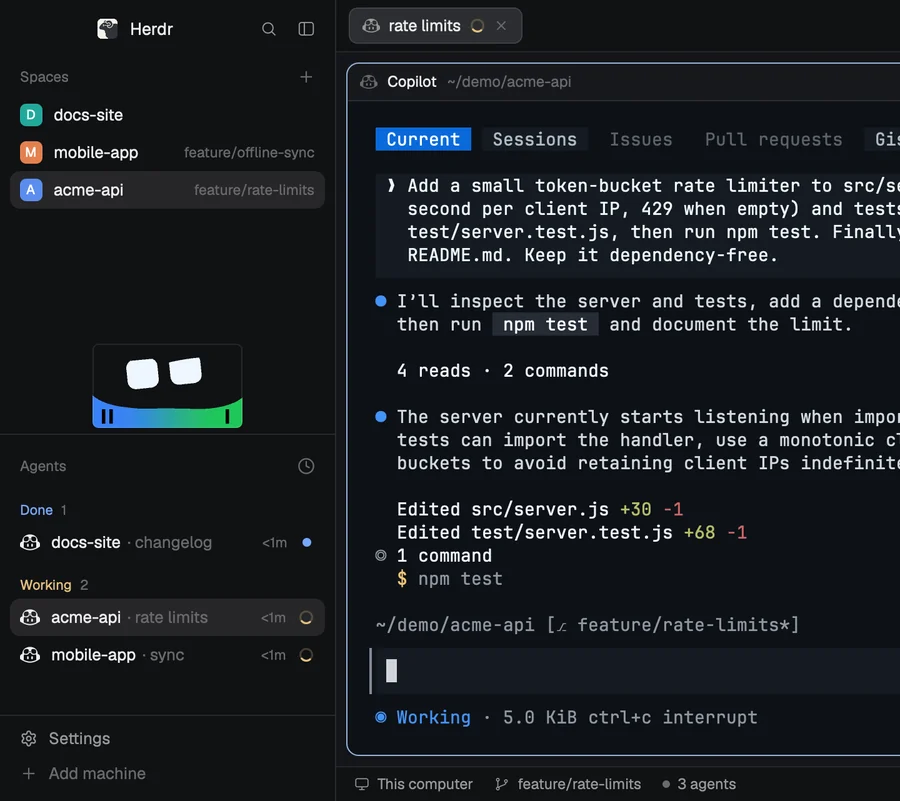 Herdr
Spaces
D docs-site
M mobile-app feature/offline-sync
A acme-api feature/rate-limits
Agents
Done 1
docs-site · changelog <1m
Working 2
acme-api · rate limits <1m
mobile-app · sync <1m
Settings
Add machine
rate limits
Copilot ~/demo/acme-api
Current Sessions Issues Pull requests Gis
❯ Add a small token-bucket rate limiter to src/se
second per client IP, 429 when empty) and tests
test/server.test.js, then run npm test. Finally
README.md. Keep it dependency-free.
I’ll inspect the server and tests, add a depende
then run npm test and document the limit.
4 reads · 2 commands
The server currently starts listening when impor
tests can import the handler, use a monotonic cl
buckets to avoid retaining client IPs indefinite
Edited src/server.js +30 -1
Edited test/server.test.js +68 -1
1 command
$ npm test
~/demo/acme-api [⎇ feature/rate-limits*]
Working · 5.0 KiB ctrl+c interrupt
This computer feature/rate-limits 3 agents